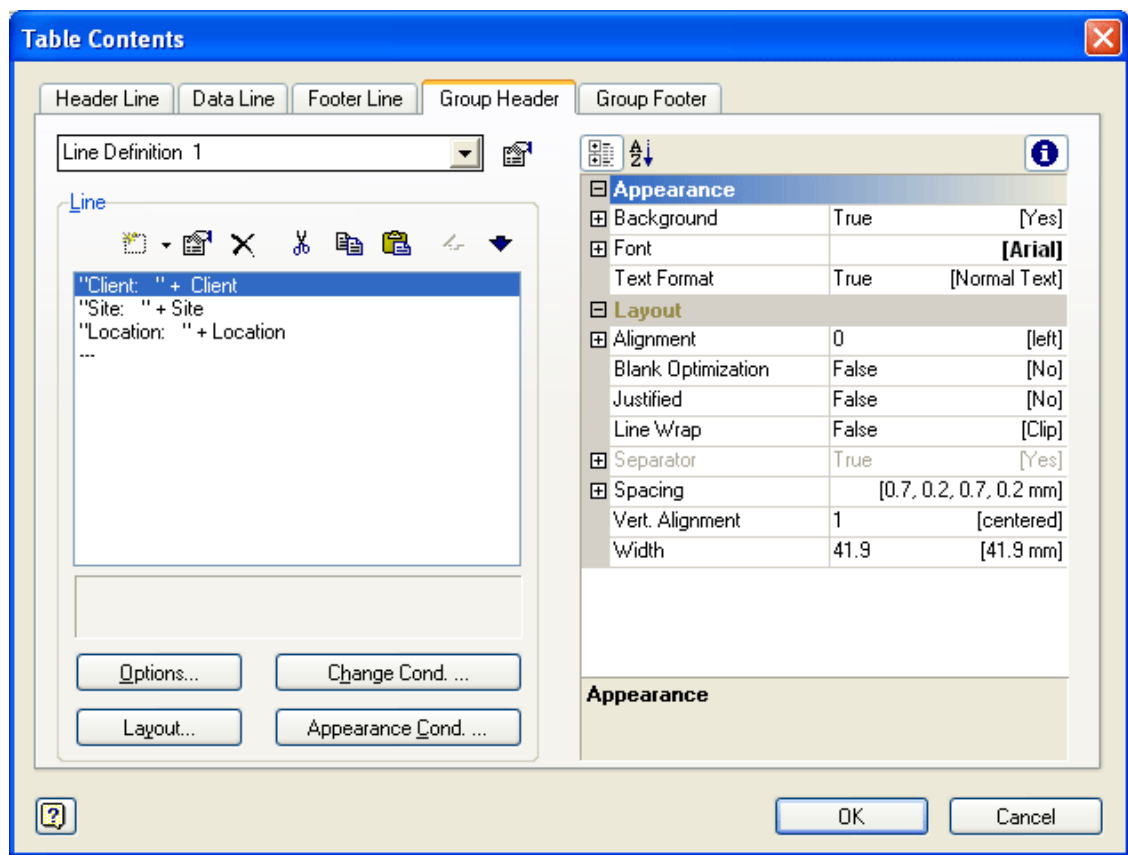 Table Contents
Header Line
Data Line
Footer Line
Group Header
Group Footer
Line Definition 1
Line
"Client:   " +  Client
"Site:   " + Site
"Location:   " + Location
---
Options...
Change Cond. ...
Layout...
Appearance Cond. ...
Appearance
Background True [Yes]
Font [Arial]
Text Format True [Normal Text]
Layout
Alignment 0 [left]
Blank Optimization False [No]
Justified False [No]
Line Wrap False [Clip]
Separator True [Yes]
Spacing [0.7, 0.2, 0.7, 0.2 mm]
Vert. Alignment 1 [centered]
Width 41.9 [41.9 mm]
Appearance
OK
Cancel